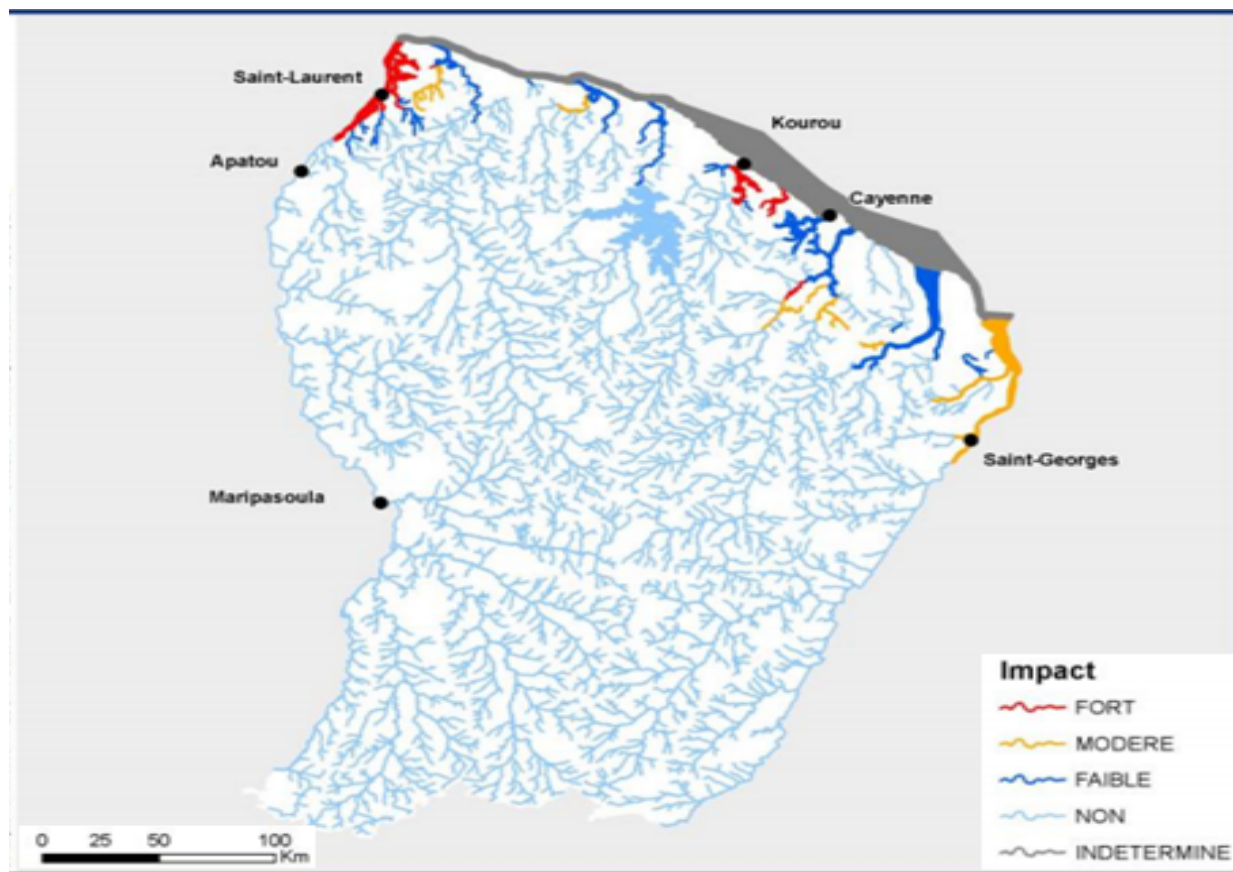 Saint-Laurent
Kourou
Apatou
Cayenne
Saint-Georges
Maripasoula
Impact
FORT
MODERE
FAIBLE
NON
INDETERMINE
0 25 50 100
Km